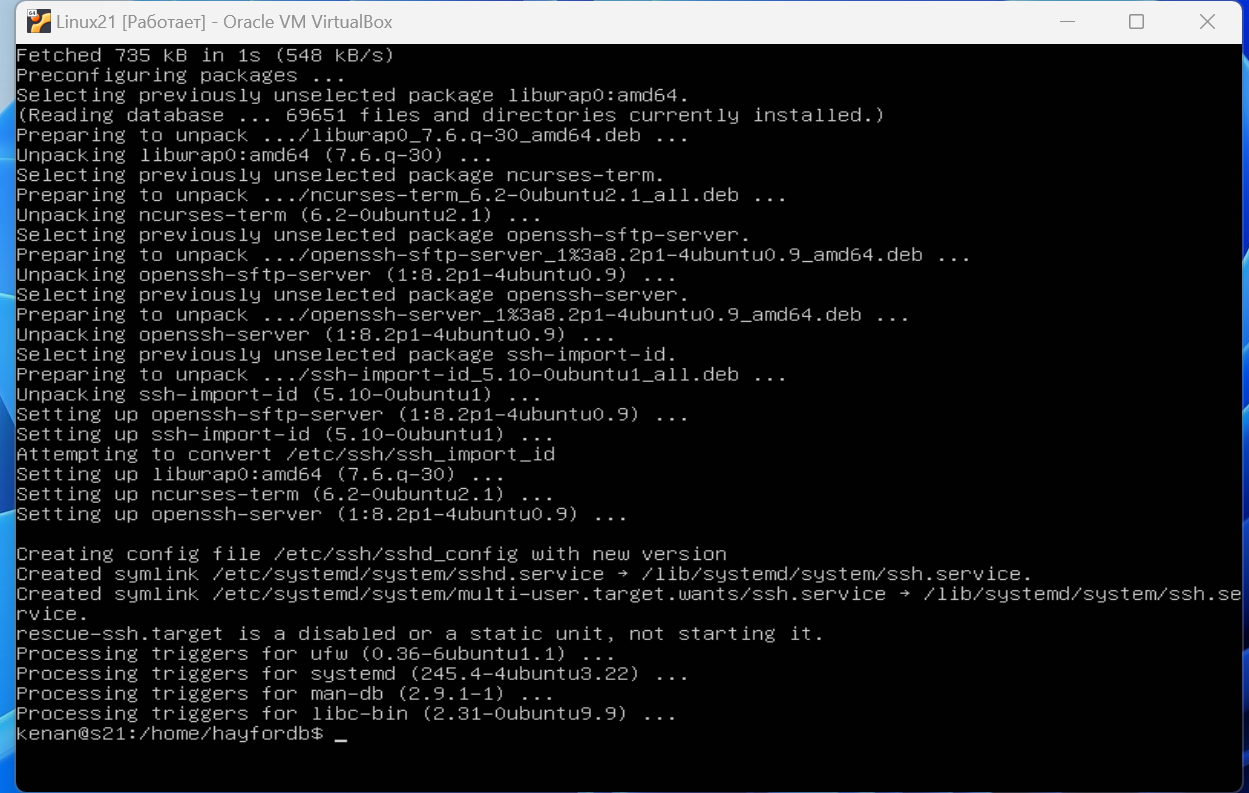 Linux21 [Работает] - Oracle VM VirtualBox
Fetched 735 kB in 1s (548 kB/s)
Preconfiguring packages ...
Selecting previously unselected package libwrap0:amd64.
(Reading database ... 69651 files and directories currently installed.)
Preparing to unpack .../libwrap0_7.6.q-30_amd64.deb ...
Unpacking libwrap0:amd64 (7.6.q-30) ...
Selecting previously unselected package ncurses-term.
Preparing to unpack .../ncurses-term_6.2-0ubuntu2.1_all.deb ...
Unpacking ncurses-term (6.2-0ubuntu2.1) ...
Selecting previously unselected package openssh-sftp-server.
Preparing to unpack .../openssh-sftp-server_1%3a8.2p1-4ubuntu0.9_amd64.deb ...
Unpacking openssh-sftp-server (1:8.2p1-4ubuntu0.9) ...
Selecting previously unselected package openssh-server.
Preparing to unpack .../openssh-server_1%3a8.2p1-4ubuntu0.9_amd64.deb ...
Unpacking openssh-server (1:8.2p1-4ubuntu0.9) ...
Selecting previously unselected package ssh-import-id.
Preparing to unpack .../ssh-import-id_5.10-0ubuntu1_all.deb ...
Unpacking ssh-import-id (5.10-0ubuntu1) ...
Setting up openssh-sftp-server (1:8.2p1-4ubuntu0.9) ...
Setting up ssh-import-id (5.10-0ubuntu1) ...
Attempting to convert /etc/ssh/ssh_import_id
Setting up libwrap0:amd64 (7.6.q-30) ...
Setting up ncurses-term (6.2-0ubuntu2.1) ...
Setting up openssh-server (1:8.2p1-4ubuntu0.9) ...
Creating config file /etc/ssh/sshd_config with new version
Created symlink /etc/systemd/system/sshd.service → /lib/systemd/system/ssh.service.
Created symlink /etc/systemd/system/multi-user.target.wants/ssh.service → /lib/systemd/system/ssh.se
rvice.
rescue-ssh.target is a disabled or a static unit, not starting it.
Processing triggers for ufw (0.36-6ubuntu1.1) ...
Processing triggers for systemd (245.4-4ubuntu3.22) ...
Processing triggers for man-db (2.9.1-1) ...
Processing triggers for libc-bin (2.31-0ubuntu9.9) ...
kenan@s21:/home/hayfordb$ _